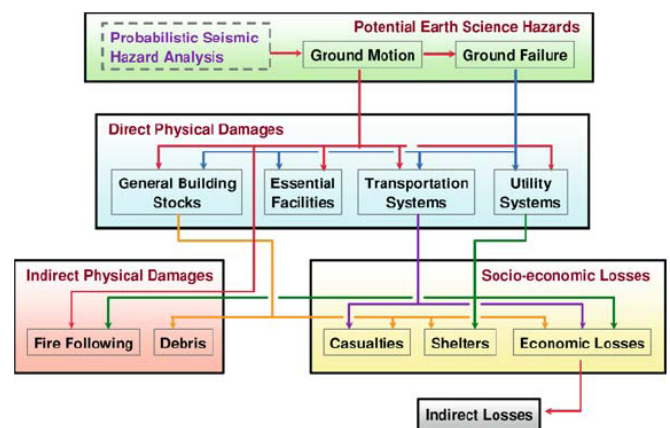 Potential Earth Science Hazards
Probabilistic Seismic
Hazard Analysis
Ground Motion
Ground Failure
Direct Physical Damages
General Building
Stocks
Essential
Facilities
Transportation
Systems
Utility
Systems
Indirect Physical Damages
Socio-economic Losses
Fire Following
Debris
Casualties
Shelters
Economic Losses
Indirect Losses